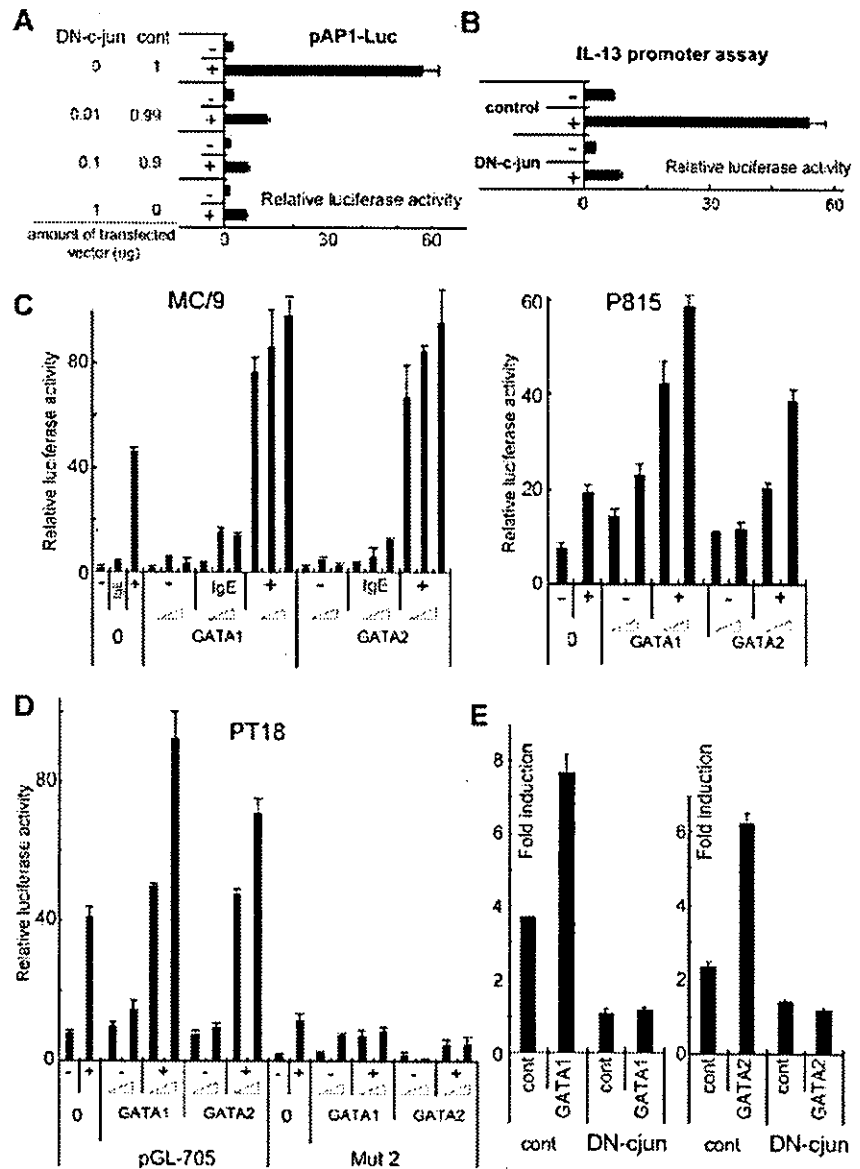 A
DN-c-jun cont
pAP1-Luc
-
0 1 +
-
0.01 0.99 +
-
0.1 0.9 +
-
1 0 +
Relative luciferase activity
amount of transfected
vector (ug)
0 30 60
B
IL-13 promoter assay
control
-
+
DN-c-jun
-
+
Relative luciferase activity
0 30 60
C
MC/9
Relative luciferase activity
80
40
0
- IgE + - IgE + - IgE +
0 GATA1 GATA2
P815
Relative luciferase activity
60
40
20
0
- + - + - +
0 GATA1 GATA2
D
PT18
Relative luciferase activity
80
40
0
- + - + - + - + - + - +
0 GATA1 GATA2 0 GATA1 GATA2
pGL-705 Mut 2
E
Fold induction
8
6
4
2
0
cont GATA1 cont GATA1
cont DN-cjun
Fold induction
6
4
2
0
cont GATA2 cont GATA2
cont DN-cjun